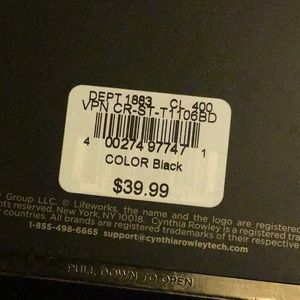 DEPT 1883 CL 400
VPN CR-ST-T1106BD
4 00274 97747 1
COLOR Black
$39.99
Group LLC. © Lifeworks, the name and the logo are registered
reserved. New York, NY 10018. Cynthia Rowley is a registered
countries. All brands are registered trademarks of their respective
1-855-498-6665 support@cynthiarowleytech.com
PULL DOWN TO OPEN